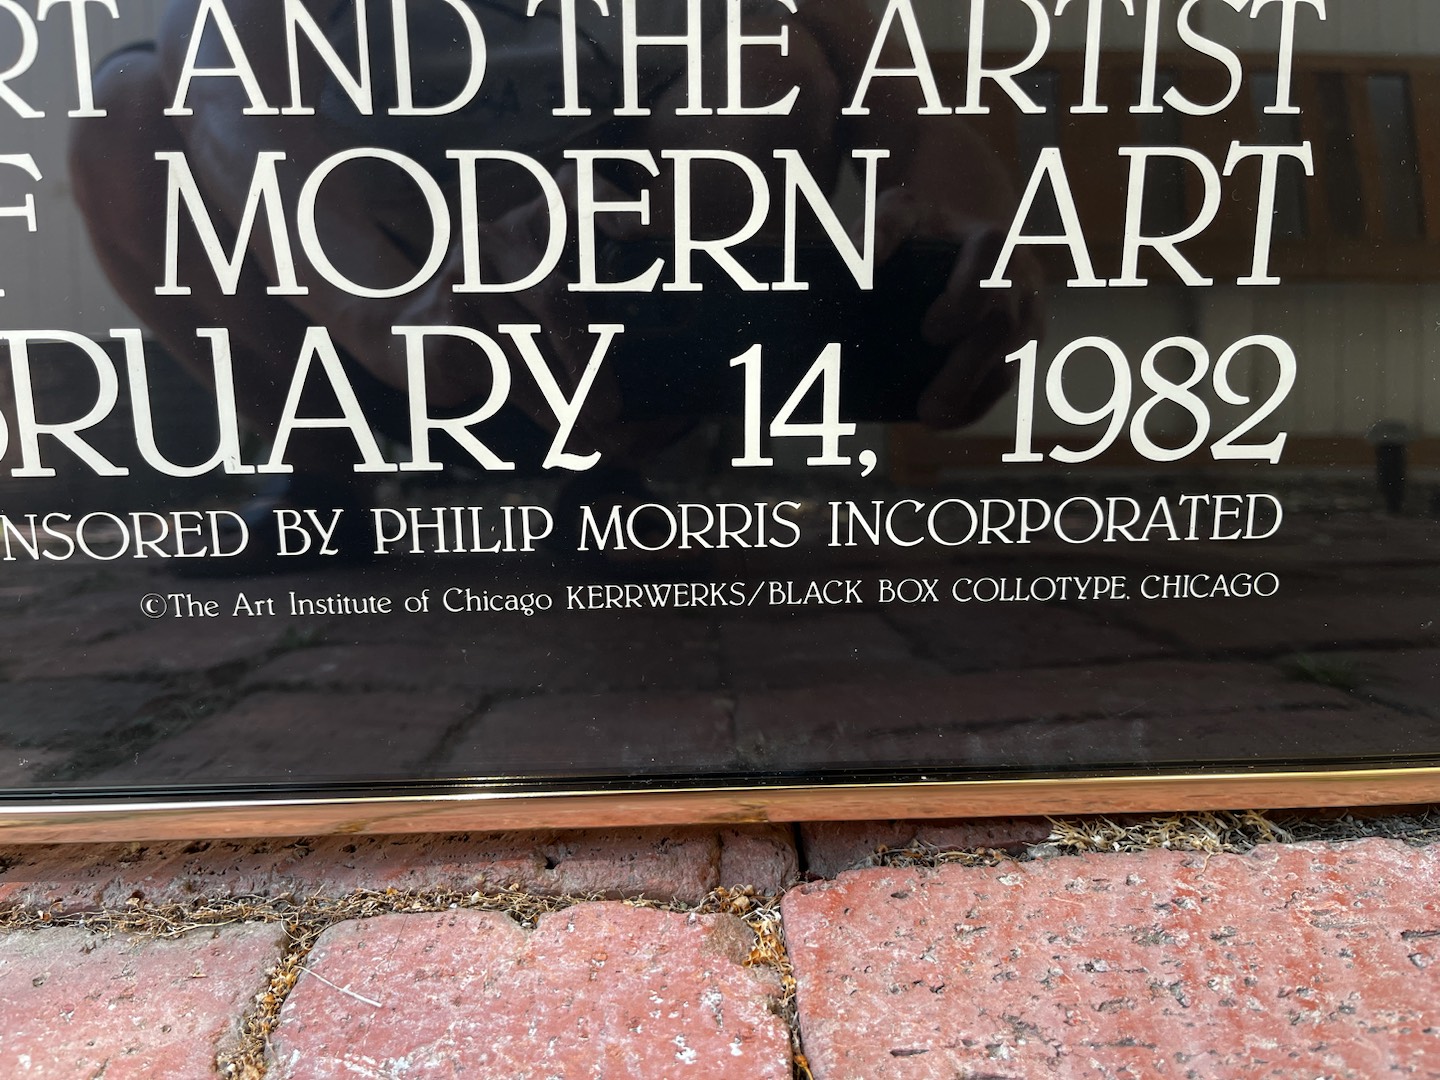 RT AND THE ARTIST
F MODERN ART
BRUARY 14, 1982
NSORED BY PHILIP MORRIS INCORPORATED
©The Art Institute of Chicago KERRWERKS/BLACK BOX COLLOTYPE. CHICAGO